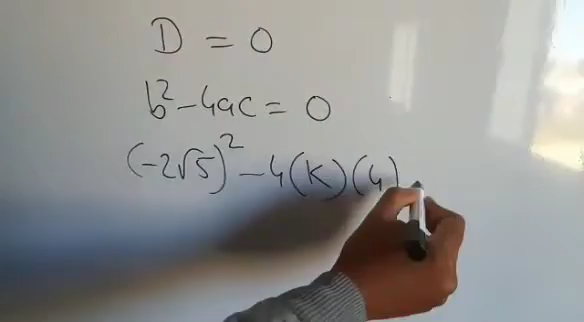 D = 0
b² - 4ac = 0
(-2√5)² - 4(K)(4)